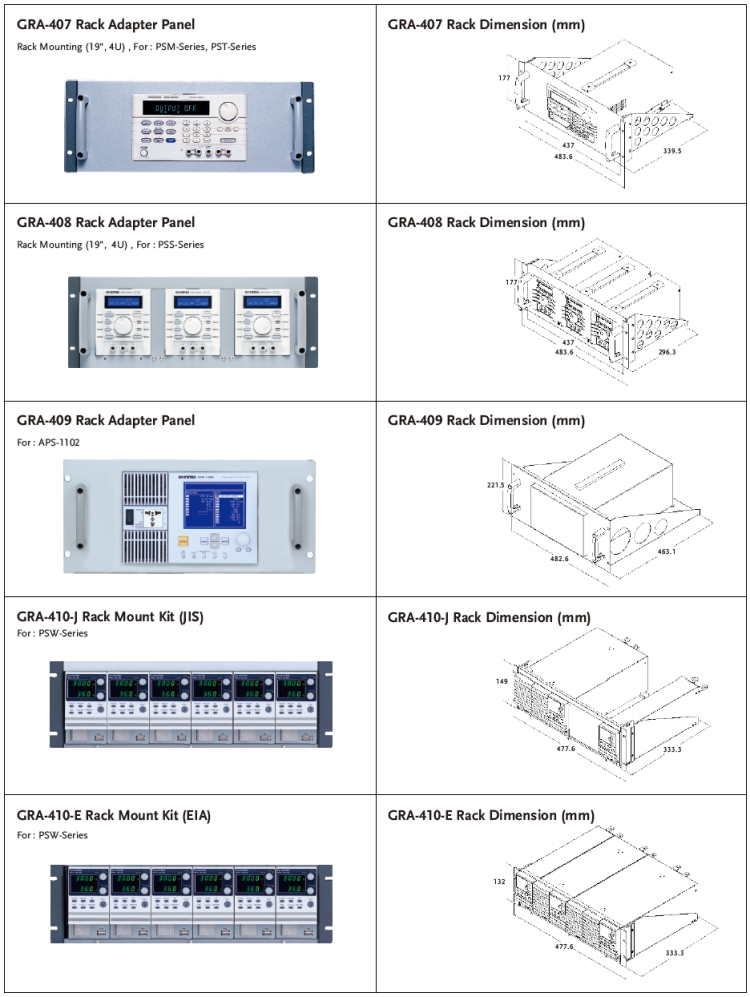 GRA-407 Rack Adapter Panel
Rack Mounting (19", 4U) , For : PSM-Series, PST-Series
OUTPUT OFF
GRA-407 Rack Dimension (mm)
177
437
483.6
339.5
GRA-408 Rack Adapter Panel
Rack Mounting (19", 4U) , For : PSS-Series
GRA-408 Rack Dimension (mm)
177
437
483.6
296.3
GRA-409 Rack Adapter Panel
For : APS-1102
GRA-409 Rack Dimension (mm)
221.5
482.6
463.1
GRA-410-J Rack Mount Kit (JIS)
For : PSW-Series
GRA-410-J Rack Dimension (mm)
149
477.6
333.3
GRA-410-E Rack Mount Kit (EIA)
For : PSW-Series
GRA-410-E Rack Dimension (mm)
132
477.6
333.3